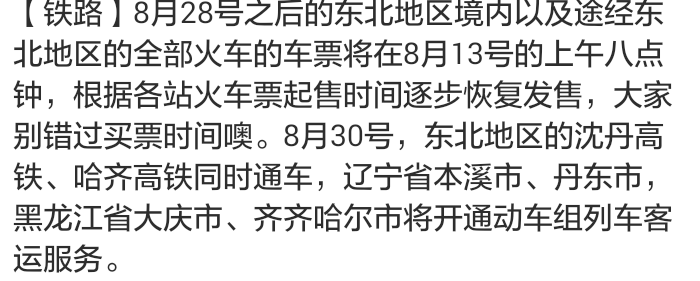 【铁路】8月28号之后的东北地区境内以及途经东
北地区的全部火车的车票将在8月13号的上午八点
钟，根据各站火车票起售时间逐步恢复发售，大家
别错过买票时间噢。8月30号，东北地区的沈丹高
铁、哈齐高铁同时通车，辽宁省本溪市、丹东市，
黑龙江省大庆市、齐齐哈尔市将开通动车组列车客
运服务。